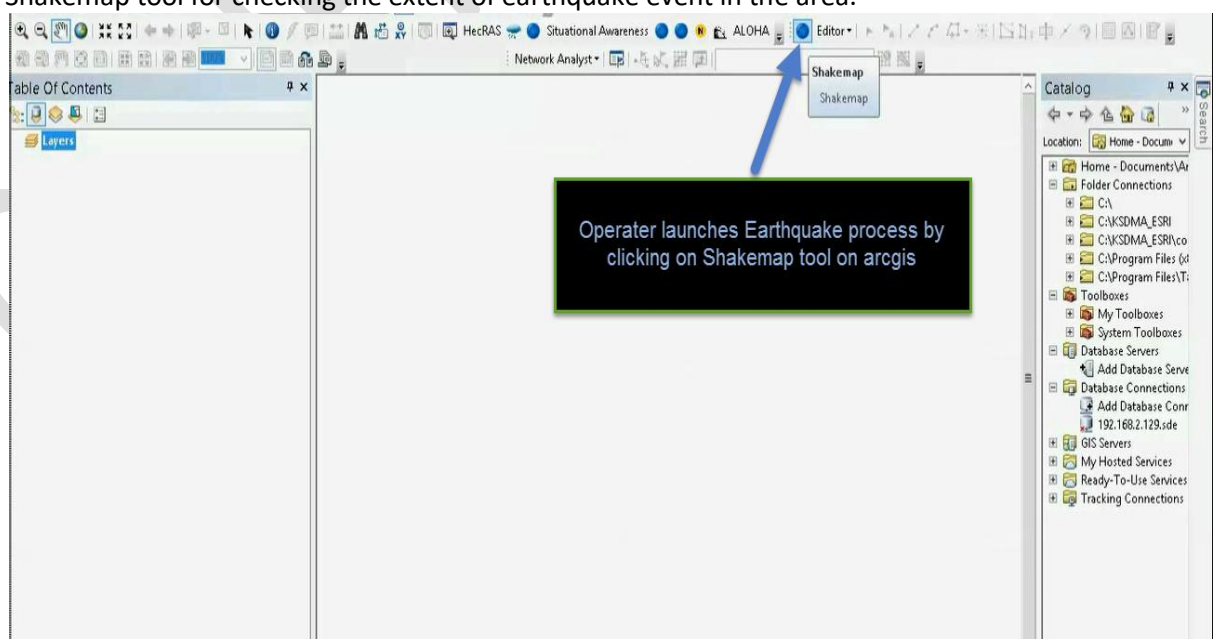 Shakemap tool for checking the extent of earthquake event in the area.
HecRAS Situational Awareness ALOHA Editor
Network Analyst
Shakemap
Shakemap
Table Of Contents
Layers
Operater launches Earthquake process by
clicking on Shakemap tool on arcgis
Catalog
Search
Location: Home - Docum
Home - Documents\Ar
Folder Connections
C:\
C:\KSDMA_ESRI
C:\KSDMA_ESRI\co
C:\Program Files (x
C:\Program Files\T
Toolboxes
My Toolboxes
System Toolboxes
Database Servers
Add Database Serve
Database Connections
Add Database Conr
192.168.2.129.sde
GIS Servers
My Hosted Services
Ready-To-Use Services
Tracking Connections